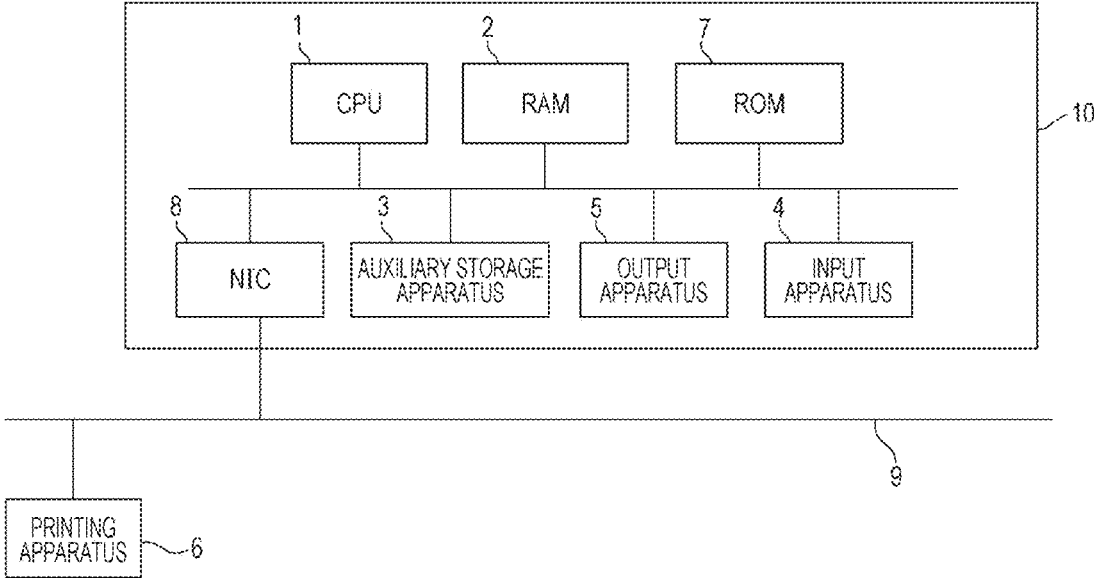 1
2
7
CPU
RAM
ROM
10
8
3
5
4
NIC
AUXILIARY STORAGE
APPARATUS
OUTPUT
APPARATUS
INPUT
APPARATUS
9
PRINTING
APPARATUS
6